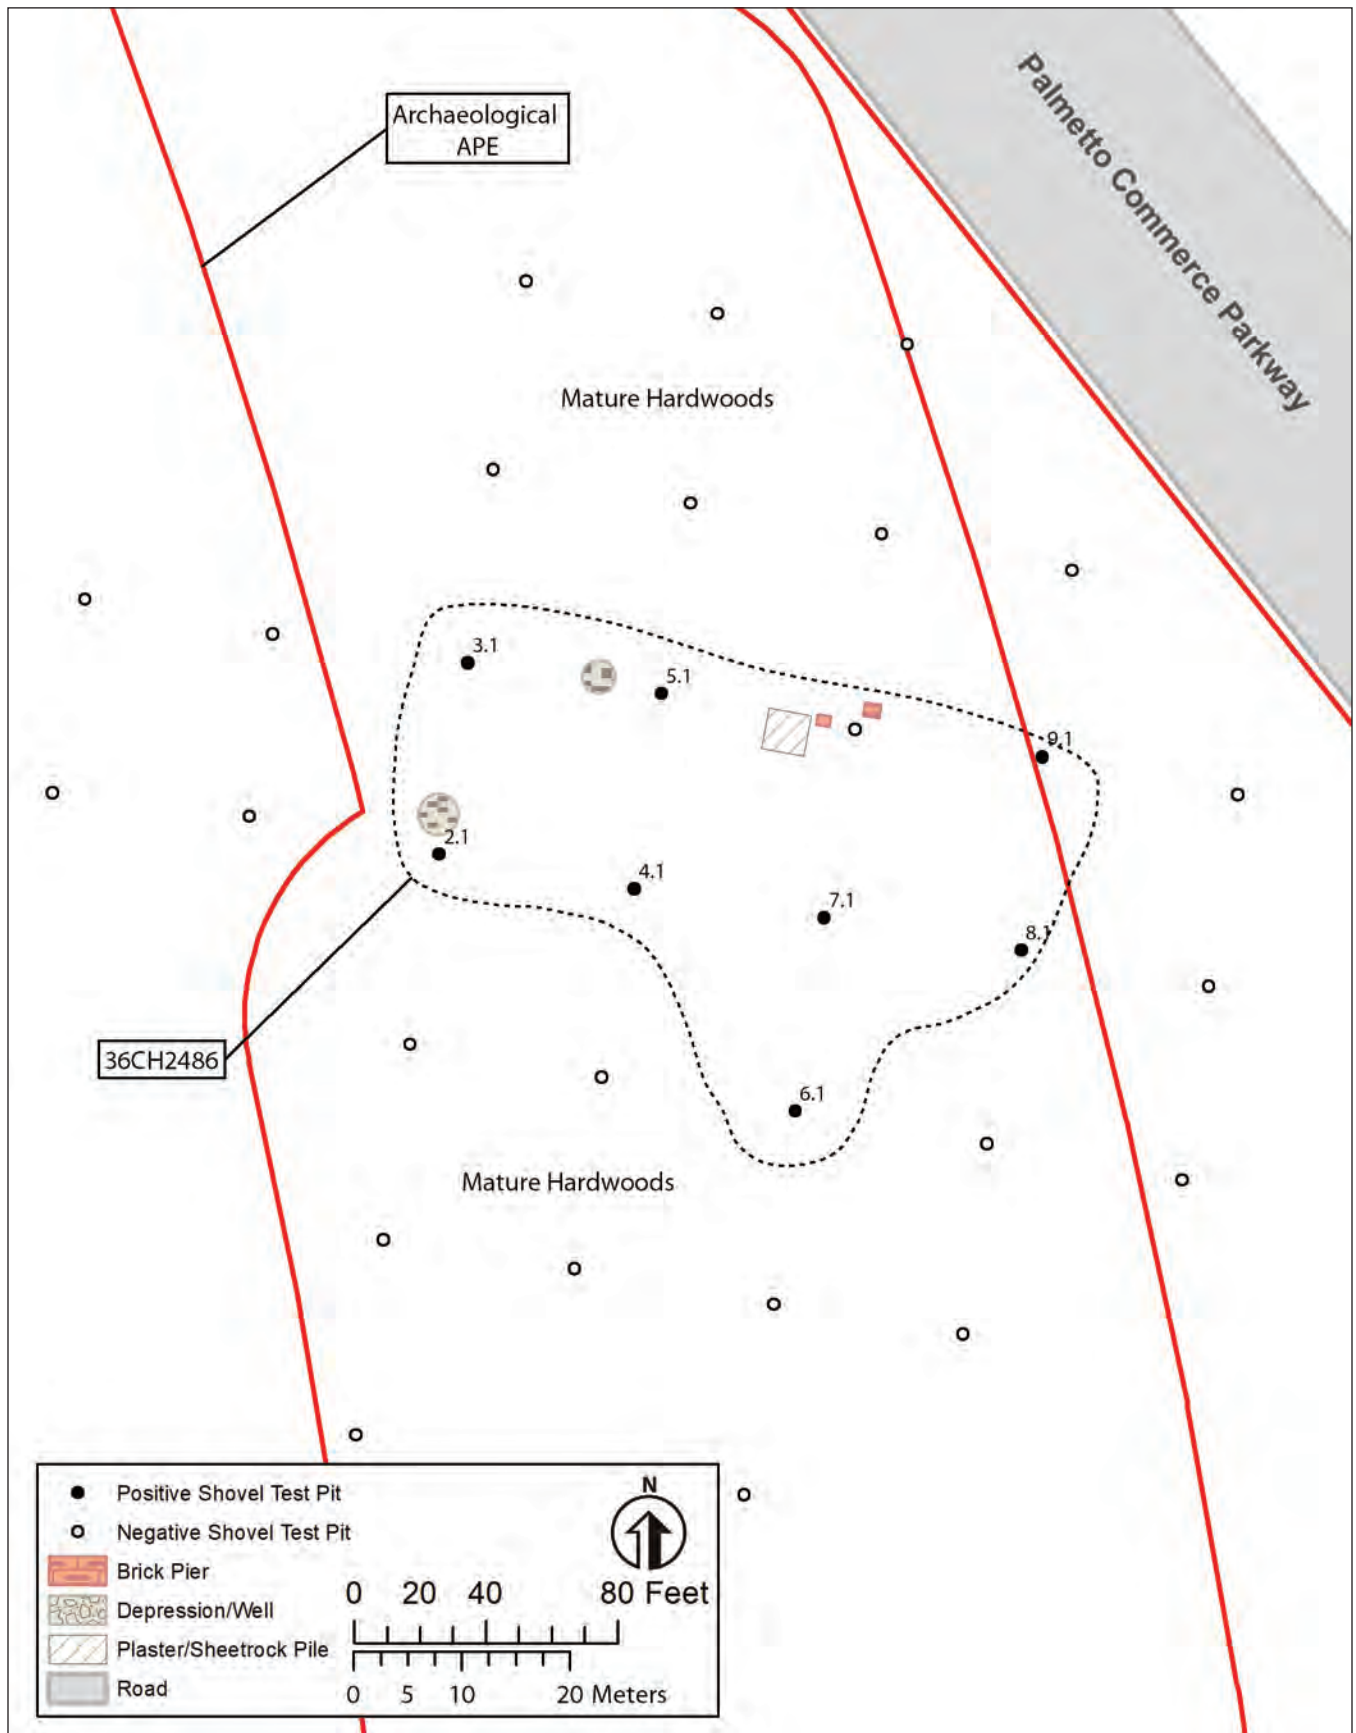 Archaeological
APE
Palmetto Commerce Parkway
Mature Hardwoods
3.1
5.1
9.1
2.1
4.1
7.1
8.1
36CH2486
6.1
Mature Hardwoods
Positive Shovel Test Pit
Negative Shovel Test Pit
Brick Pier
Depression/Well
Plaster/Sheetrock Pile
Road
N
0 20 40 80 Feet
0 5 10 20 Meters